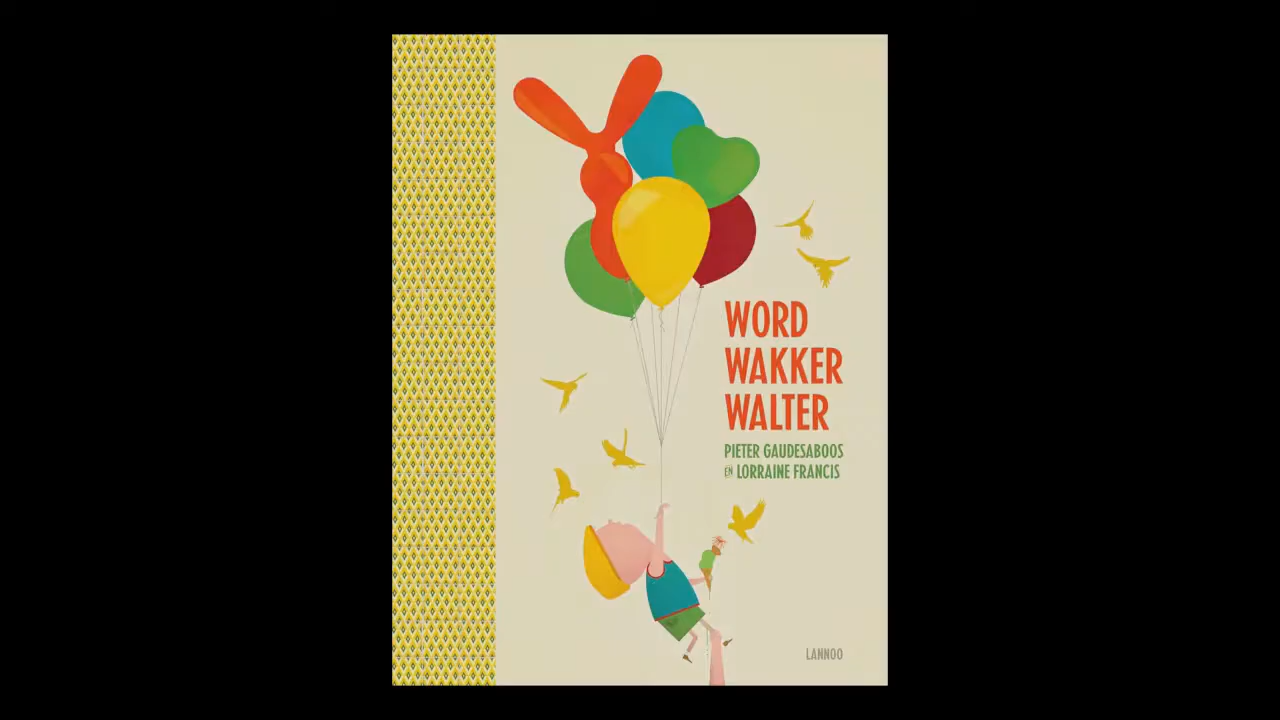 WORD
WAKKER
WALTER
PIETER GAUDESABOOS
EN LORRAINE FRANCIS
LANNOO